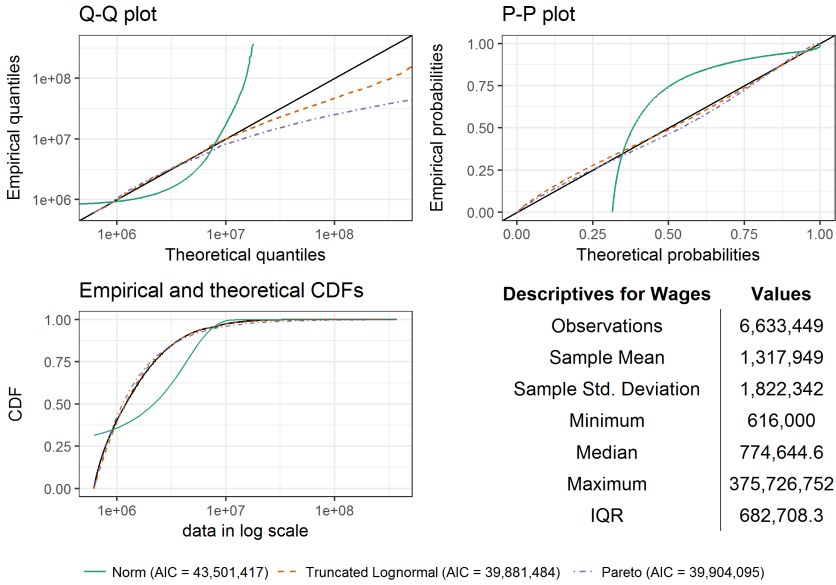 Q-Q plot
Empirical quantiles
1e+08
1e+07
1e+06
1e+06 1e+07 1e+08
Theoretical quantiles
P-P plot
Empirical probabilities
1.00
0.75
0.50
0.25
0.00
0.00 0.25 0.50 0.75 1.00
Theoretical probabilities
Empirical and theoretical CDFs
CDF
1.00
0.75
0.50
0.25
0.00
1e+06 1e+07 1e+08
data in log scale
Descriptives for Wages Values
Observations 6,633,449
Sample Mean 1,317,949
Sample Std. Deviation 1,822,342
Minimum 616,000
Median 774,644.6
Maximum 375,726,752
IQR 682,708.3
Norm (AIC = 43,501,417) Truncated Lognormal (AIC = 39,881,484) Pareto (AIC = 39,904,095)